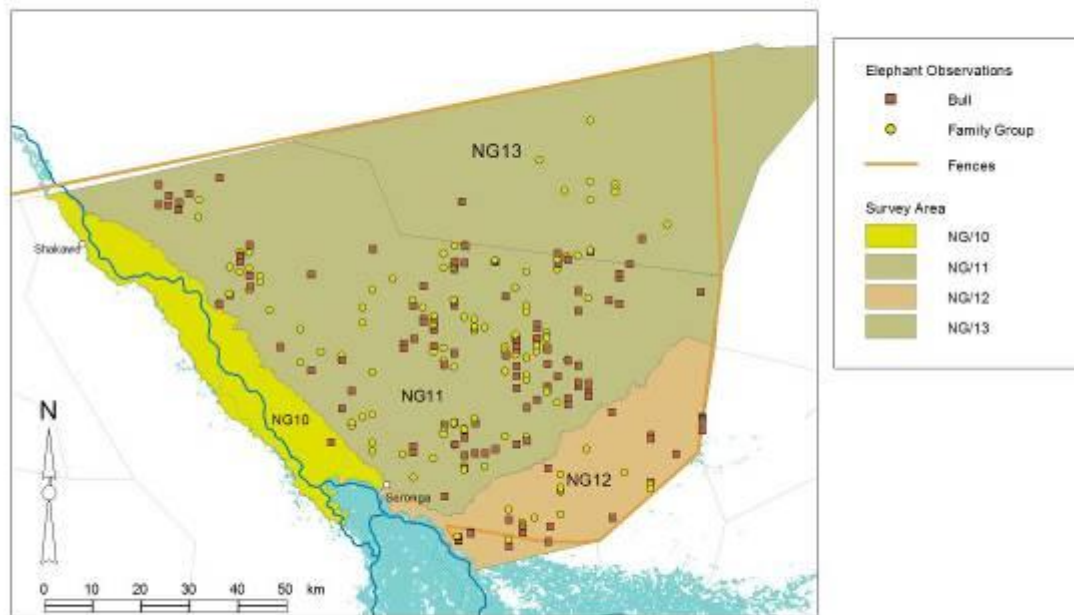 NG13
Shakawe
NG11
NG10
N
NG12
Seronga
0 10 20 30 40 50 km
Elephant Observations
Bull
Family Group
Fences
Survey Area
NG/10
NG/11
NG/12
NG/13